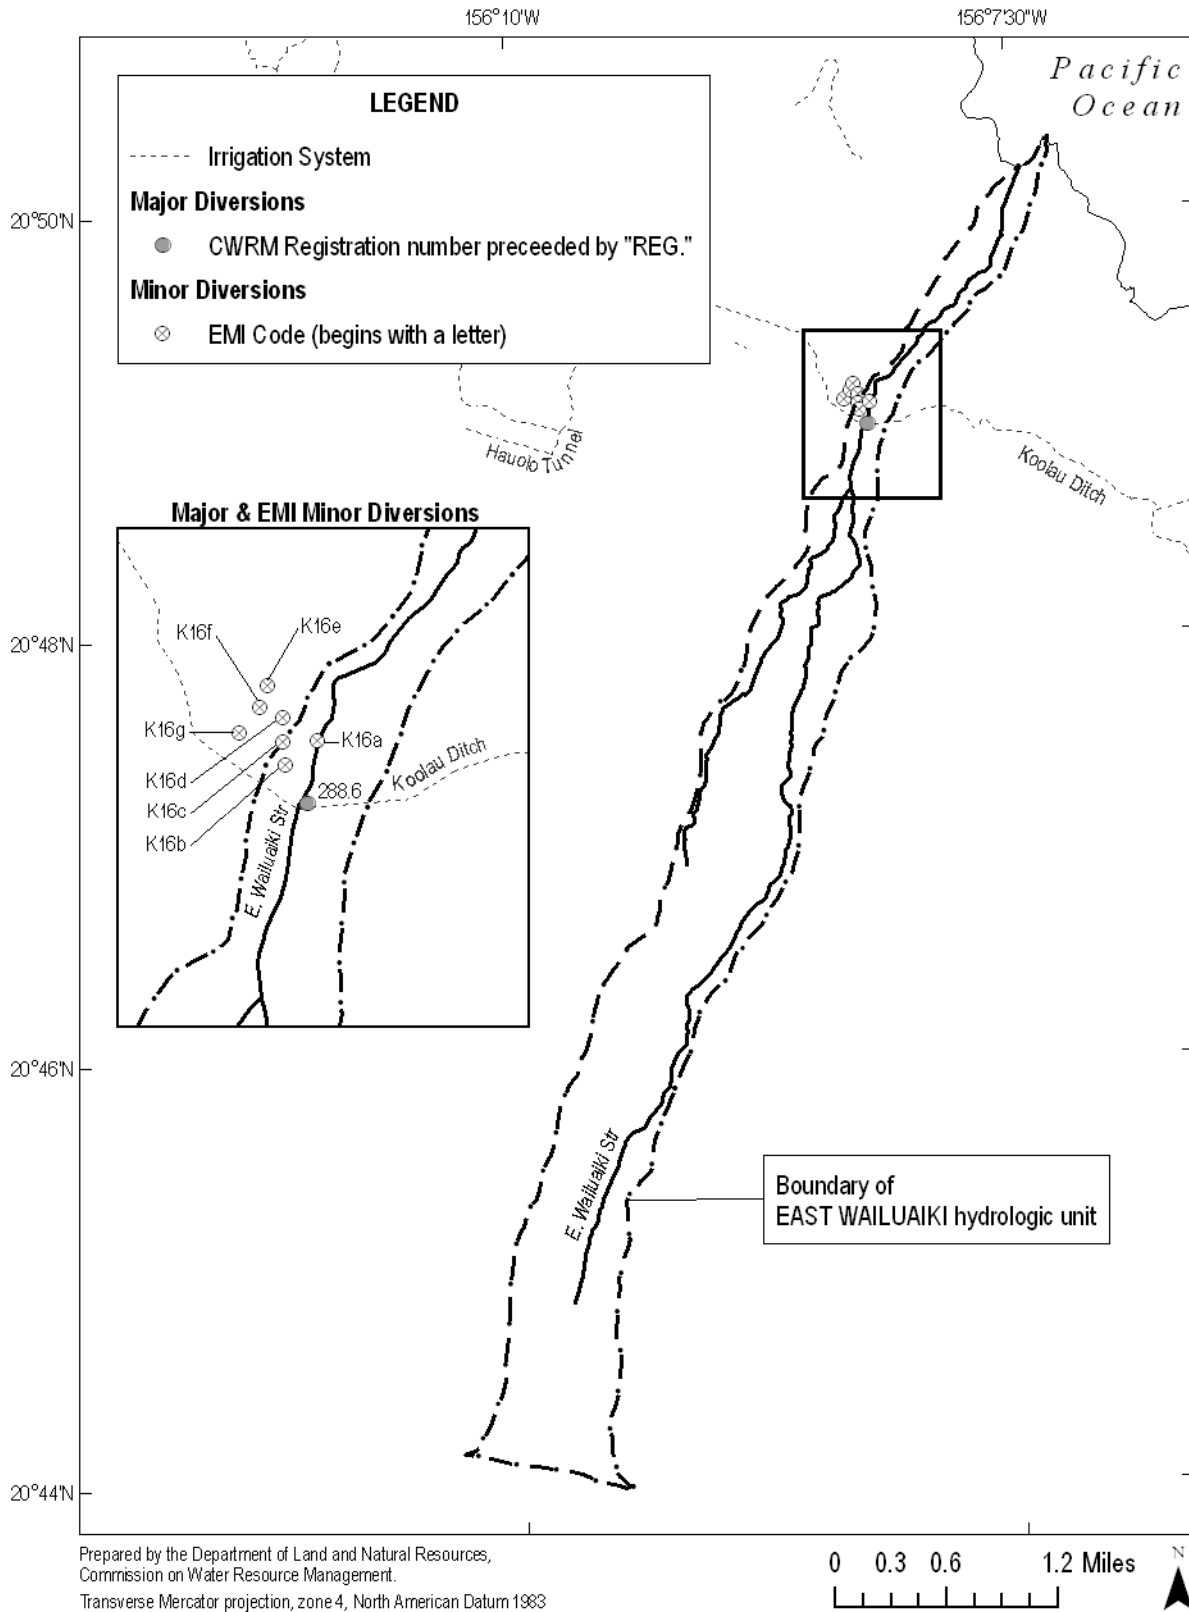 156°10'W
156°7'30"W
Pacific
Ocean
LEGEND
Irrigation System
Major Diversions
CWRM Registration number preceeded by "REG."
Minor Diversions
EMI Code (begins with a letter)
20°50'N
Hauolo Tunnel
Koolau Ditch
Major & EMI Minor Diversions
K16f
K16e
20°48'N
K16g
K16a
K16d
Koolau Ditch
288.6
K16c
K16b
E. Wailuaiki Str
20°46'N
E. Wailuaiki Str
Boundary of
EAST WAILUAIKI hydrologic unit
20°44'N
Prepared by the Department of Land and Natural Resources,
Commission on Water Resource Management.
Transverse Mercator projection, zone 4, North American Datum 1983
0 0.3 0.6 1.2 Miles
N